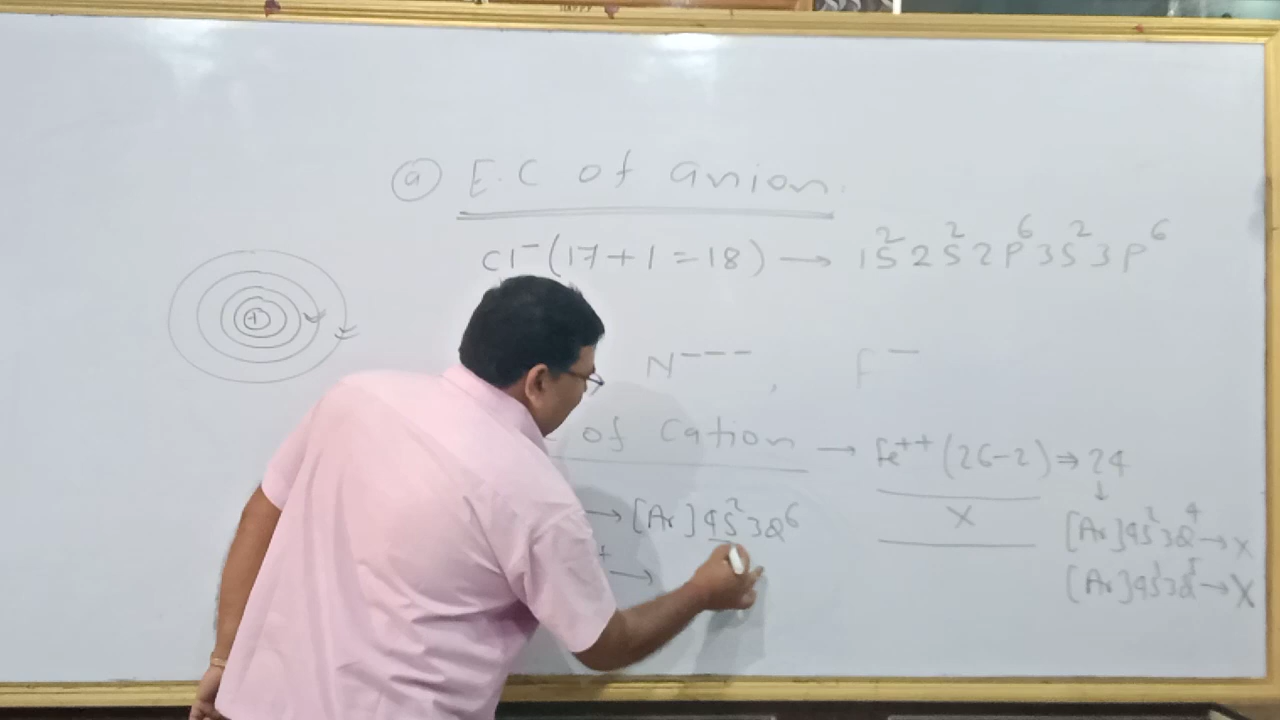 (a) E.C of anion.
Cl⁻ (17+1=18) → 1S² 2S² 2P⁶ 3S² 3P⁶
N⁻⁻⁻ , F⁻
of Cation → Fe⁺⁺ (26-2) ⇒ 24
↓
→ [Ar] 4S² 3d⁶ X [Ar] 4S² 3d⁴ → X
+ → [Ar] 4S¹ 3d⁵ → X
+